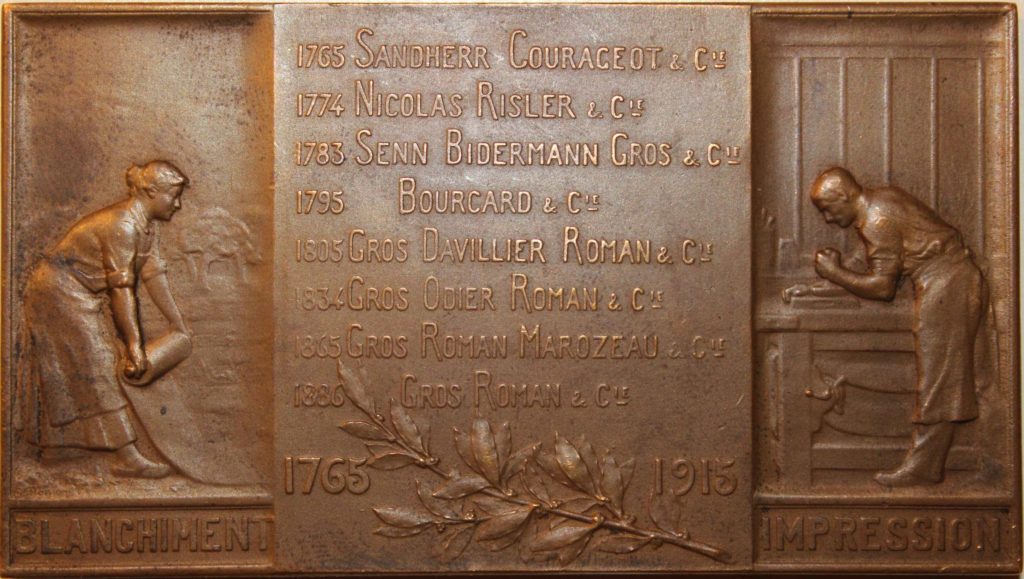 1765 SANDHERR COURAGEOT & CIE
1774 NICOLAS RISLER & CIE
1783 SENN BIDERMANN GROS & CIE
1795 BOURCARD & CIE
1805 GROS DAVILLIER ROMAN & CIE
1834 GROS ODIER ROMAN & CIE
1865 GROS ROMAN MAROZEAU & CIE
1886 GROS ROMAN & CIE
1765 1915
BLANCHIMENT
IMPRESSION